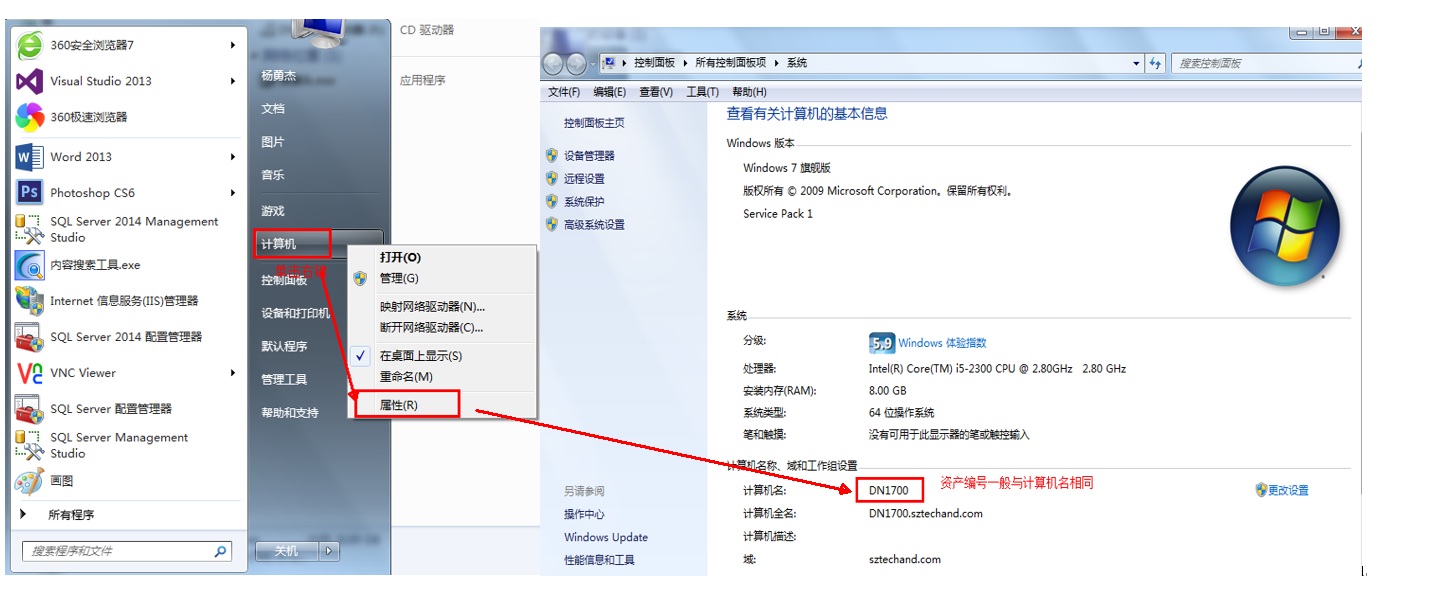 360安全浏览器7
Visual Studio 2013
360极速浏览器
Word 2013
Photoshop CS6
SQL Server 2014 Management
Studio
内容搜索工具.exe
Internet 信息服务(IIS)管理器
SQL Server 2014 配置管理器
VNC Viewer
SQL Server 配置管理器
SQL Server Management
Studio
画图
所有程序
搜索程序和文件
杨勇杰
文档
图片
音乐
游戏
计算机
控制面板
设备和打印机
默认程序
管理工具
帮助和支持
关机
打开(O)
管理(G)
映射网络驱动器(N)...
断开网络驱动器(C)...
在桌面上显示(S)
重命名(M)
属性(R)
CD 驱动器
应用程序
控制面板 所有控制面板项 系统
搜索控制面板
文件(F) 编辑(E) 查看(V) 工具(T) 帮助(H)
控制面板主页
设备管理器
远程设置
系统保护
高级系统设置
另请参阅
操作中心
Windows Update
性能信息和工具
查看有关计算机的基本信息
Windows 版本
Windows 7 旗舰版
版权所有 © 2009 Microsoft Corporation。保留所有权利。
Service Pack 1
系统
分级: 5.9 Windows 体验指数
处理器: Intel(R) Core(TM) i5-2300 CPU @ 2.80GHz 2.80 GHz
安装内存(RAM): 8.00 GB
系统类型: 64 位操作系统
笔和触摸: 没有可用于此显示器的笔或触控输入
计算机名称、域和工作组设置
计算机名: DN1700 资产编号一般与计算机名相同 更改设置
计算机全名: DN1700.sztechand.com
计算机描述:
域: sztechand.com